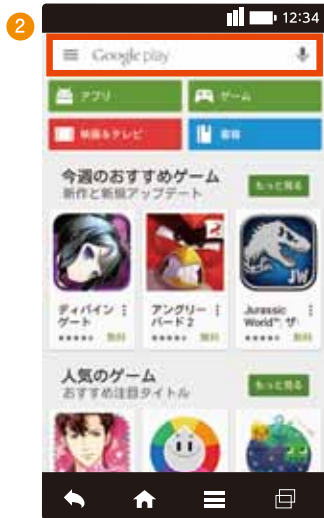 2
12:34
Google play
アプリ
ゲーム
映画&テレビ
書籍
今週のおすすめゲーム
新作と新規アップデート
もっと見る
JW
ディバイン
ゲート
無料
アングリー
バード 2
無料
Jurassic
World™: ザ·
無料
人気のゲーム
おすすめ注目タイトル
もっと見る